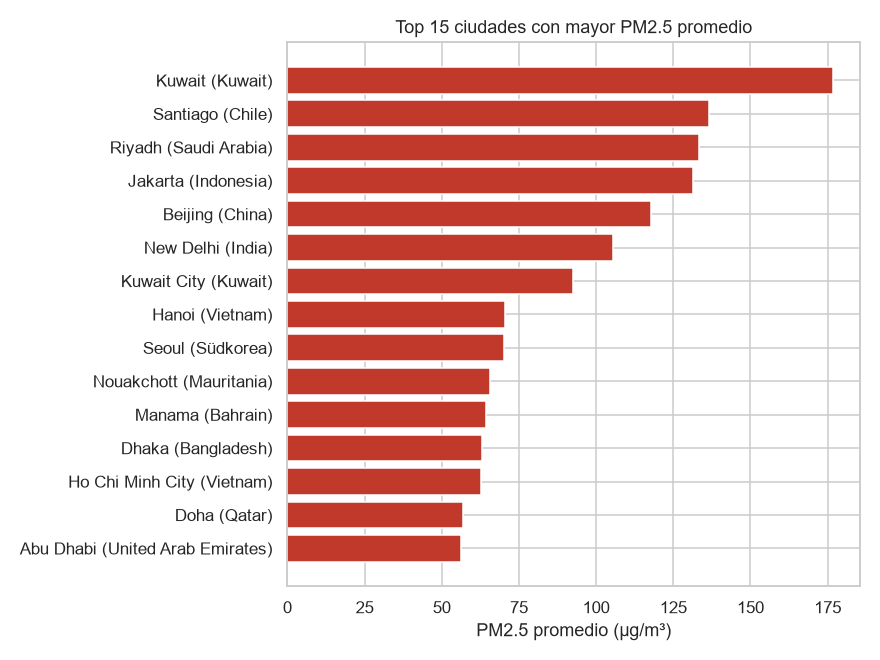 Top 15 ciudades con mayor PM2.5 promedio
Kuwait (Kuwait)
Santiago (Chile)
Riyadh (Saudi Arabia)
Jakarta (Indonesia)
Beijing (China)
New Delhi (India)
Kuwait City (Kuwait)
Hanoi (Vietnam)
Seoul (Südkorea)
Nouakchott (Mauritania)
Manama (Bahrain)
Dhaka (Bangladesh)
Ho Chi Minh City (Vietnam)
Doha (Qatar)
Abu Dhabi (United Arab Emirates)
0 25 50 75 100 125 150 175
PM2.5 promedio (µg/m³)